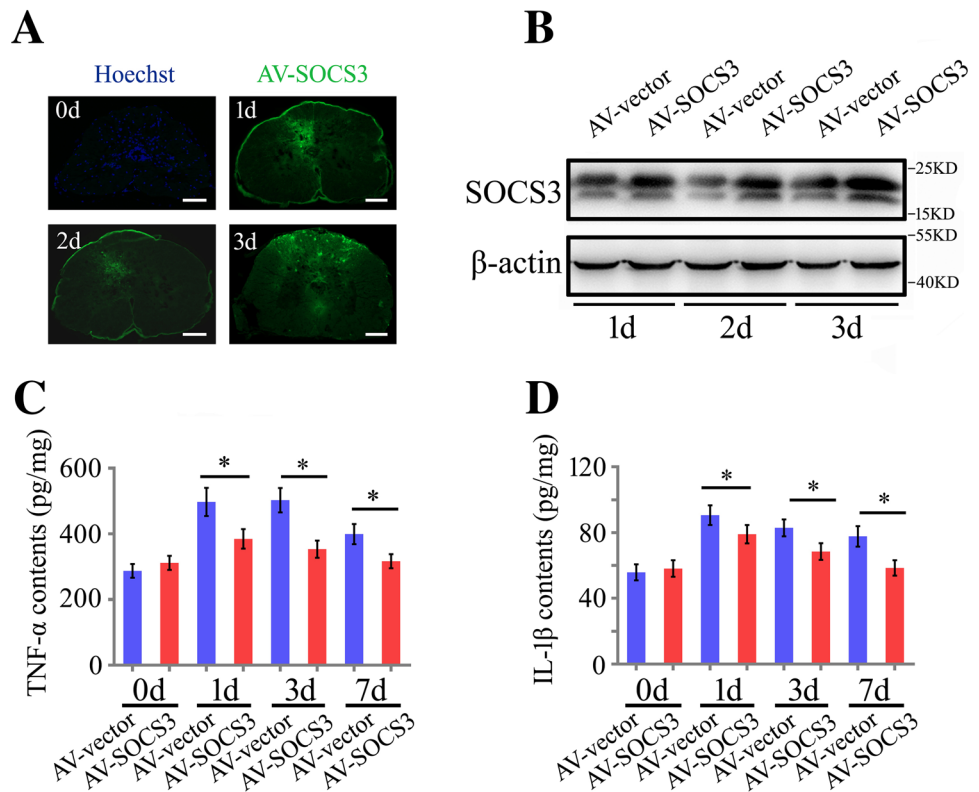 A
Hoechst AV-SOCS3
0d 1d
2d 3d
B
AV-vector AV-SOCS3 AV-vector AV-SOCS3 AV-vector AV-SOCS3
SOCS3
-25KD
-15KD
β-actin
-55KD
-40KD
1d 2d 3d
C
TNF-α contents (pg/mg)
600
400
200
0
* * *
0d 1d 3d 7d
AV-vector AV-SOCS3 AV-vector AV-SOCS3 AV-vector AV-SOCS3 AV-vector AV-SOCS3
D
IL-1β contents (pg/mg)
120
80
40
0
* * *
0d 1d 3d 7d
AV-vector AV-SOCS3 AV-vector AV-SOCS3 AV-vector AV-SOCS3 AV-vector AV-SOCS3